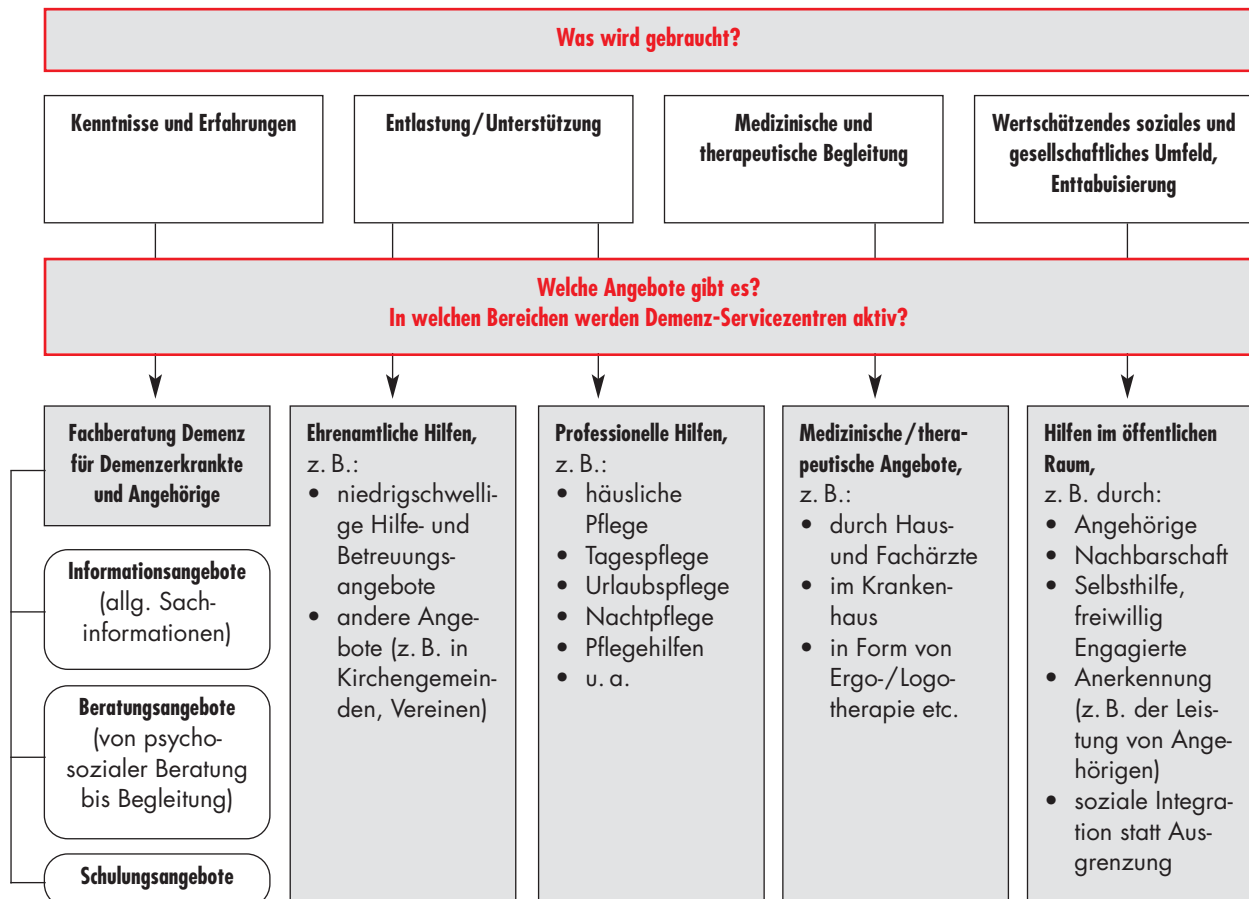 Was wird gebraucht?
Kenntnisse und Erfahrungen
Entlastung/Unterstützung
Medizinische und
therapeutische Begleitung
Wertschätzendes soziales und
gesellschaftliches Umfeld,
Enttabuisierung
Welche Angebote gibt es?
In welchen Bereichen werden Demenz-Servicezentren aktiv?
Fachberatung Demenz
für Demenzerkrankte
und Angehörige
Informationsangebote
(allg. Sach-
informationen)
Beratungsangebote
(von psycho-
sozialer Beratung
bis Begleitung)
Schulungsangebote
Ehrenamtliche Hilfen,
z. B.:
• niedrigschwelli-
ge Hilfe- und
Betreuungs-
angebote
• andere Ange-
bote (z. B. in
Kirchengemein-
den, Vereinen)
Professionelle Hilfen,
z. B.:
• häusliche
Pflege
• Tagespflege
• Urlaubspflege
• Nachtpflege
• Pflegehilfen
• u. a.
Medizinische/thera-
peutische Angebote,
z. B.:
• durch Haus-
und Fachärzte
• im Kranken-
haus
• in Form von
Ergo-/Logo-
therapie etc.
Hilfen im öffentlichen
Raum,
z. B. durch:
• Angehörige
• Nachbarschaft
• Selbsthilfe,
freiwillig
Engagierte
• Anerkennung
(z. B. der Leis-
tung von Ange-
hörigen)
• soziale Integra-
tion statt Aus-
grenzung